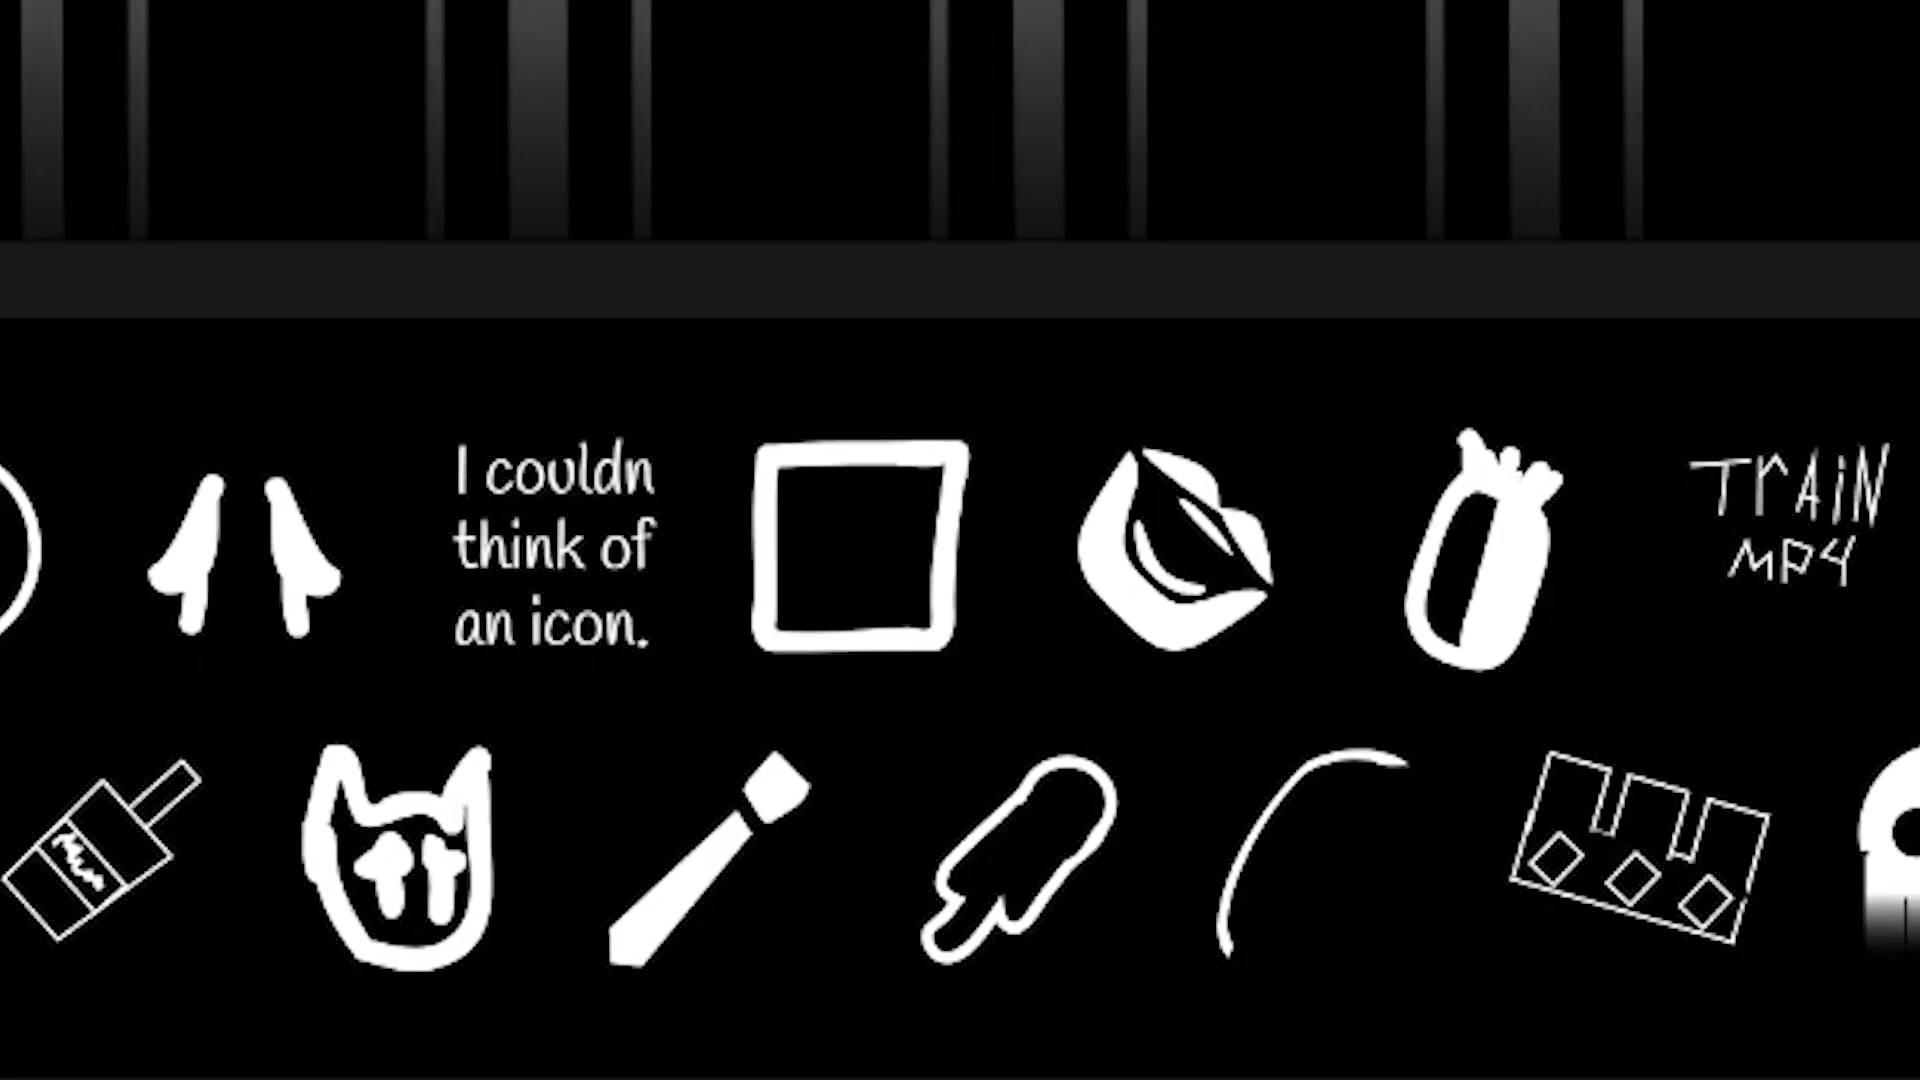 I couldn
think of
an icon.
TrAiN
MP4